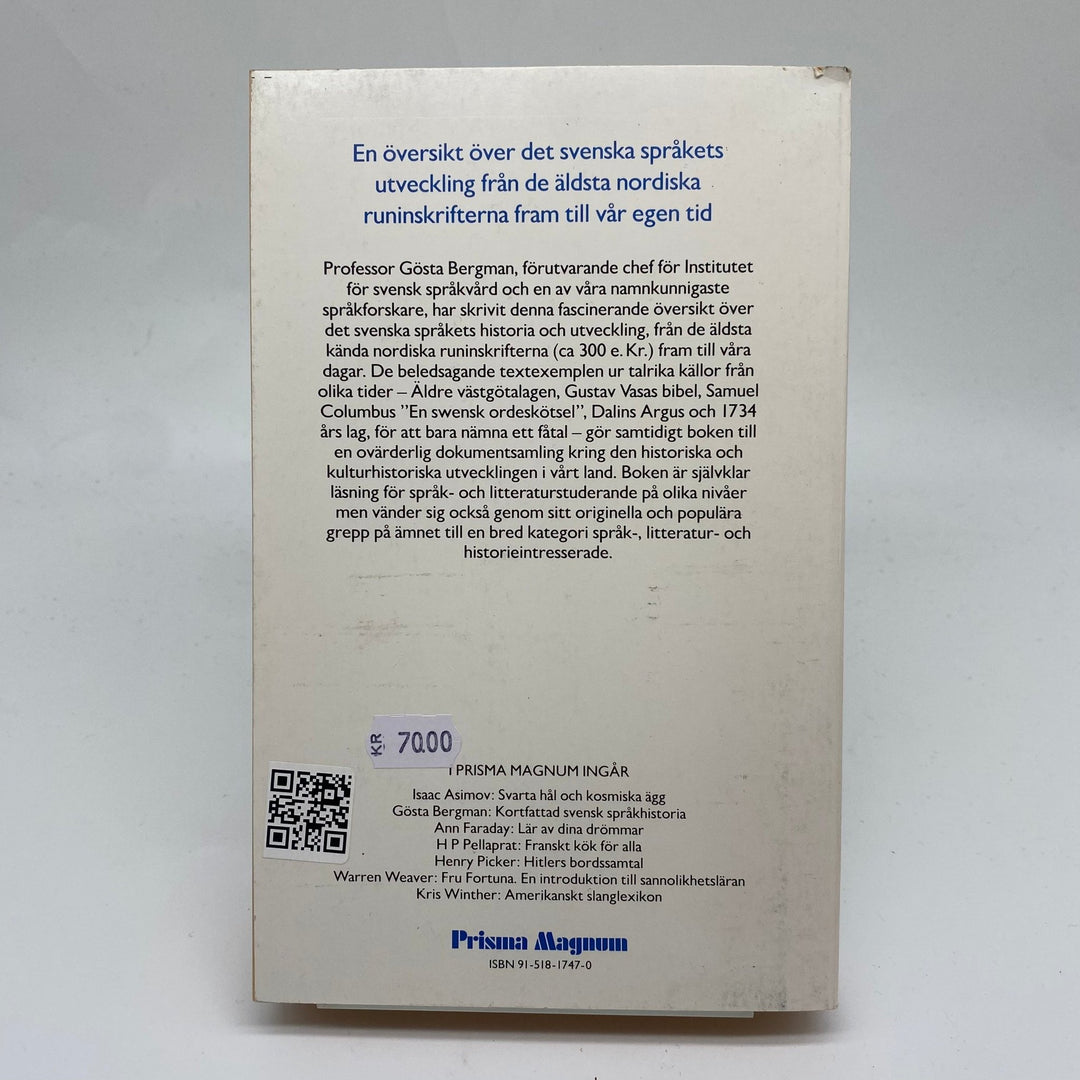 En översikt över det svenska språkets
utveckling från de äldsta nordiska
runinskrifterna fram till vår egen tid
Professor Gösta Bergman, förutvarande chef för Institutet
för svensk språkvård och en av våra namnkunnigaste
språkforskare, har skrivit denna fascinerande översikt över
det svenska språkets historia och utveckling, från de äldsta
kända nordiska runinskrifterna (ca 300 e. Kr.) fram till våra
dagar. De beledsagande textexemplen ur talrika källor från
olika tider – Äldre västgötalagen, Gustav Vasas bibel, Samuel
Columbus ”En swensk ordeskötsel”, Dalins Argus och 1734
års lag, för att bara nämna ett fåtal – gör samtidigt boken till
en ovärderlig dokumentsamling kring den historiska och
kulturhistoriska utvecklingen i vårt land. Boken är självklar
läsning för språk- och litteraturstuderande på olika nivåer
men vänder sig också genom sitt originella och populära
grepp på ämnet till en bred kategori språk-, litteratur- och
historieintresserade.
KR 7000
I PRISMA MAGNUM INGÅR
Isaac Asimov: Svarta hål och kosmiska ägg
Gösta Bergman: Kortfattad svensk språkhistoria
Ann Faraday: Lär av dina drömmar
H P Pellaprat: Franskt kök för alla
Henry Picker: Hitlers bordssamtal
Warren Weaver: Fru Fortuna. En introduktion till sannolikhetsläran
Kris Winther: Amerikanskt slanglexikon
Prisma Magnum
ISBN 91-518-1747-0